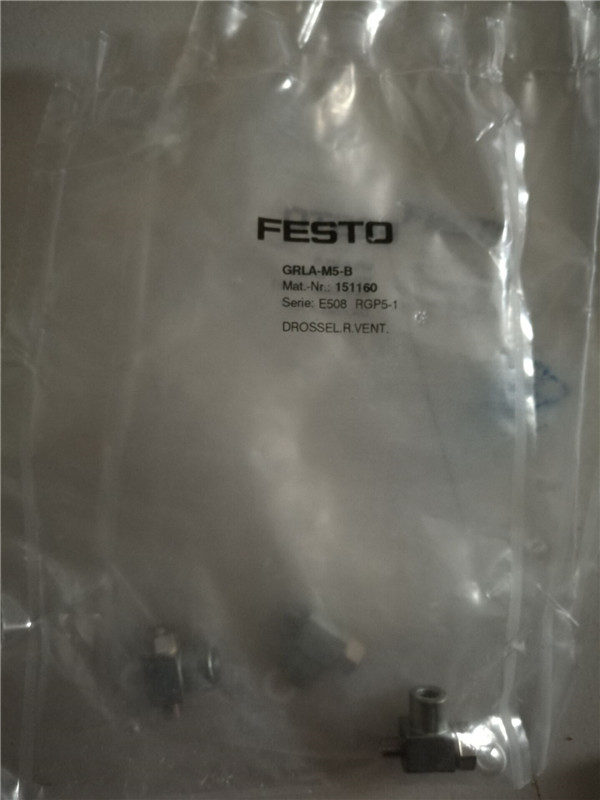 FESTO
GRLA-M5-B
Mat.-Nr.: 151160
Serie: E508 RGP5-1
DROSSEL.R.VENT.